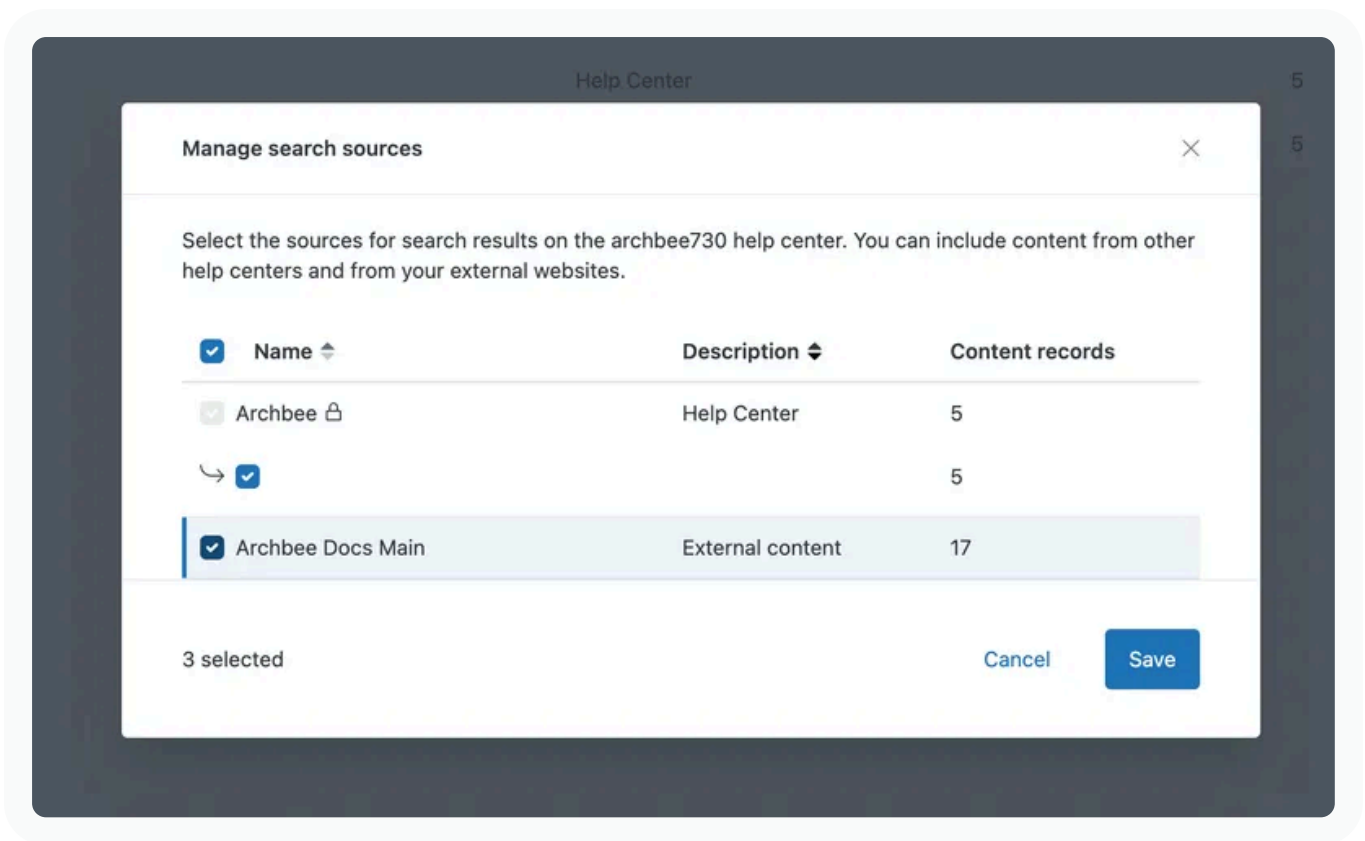 Help Center 5
5
Manage search sources
Select the sources for search results on the archbee730 help center. You can include content from other
help centers and from your external websites.
Name Description Content records
Archbee Help Center 5
5
Archbee Docs Main External content 17
3 selected Cancel Save